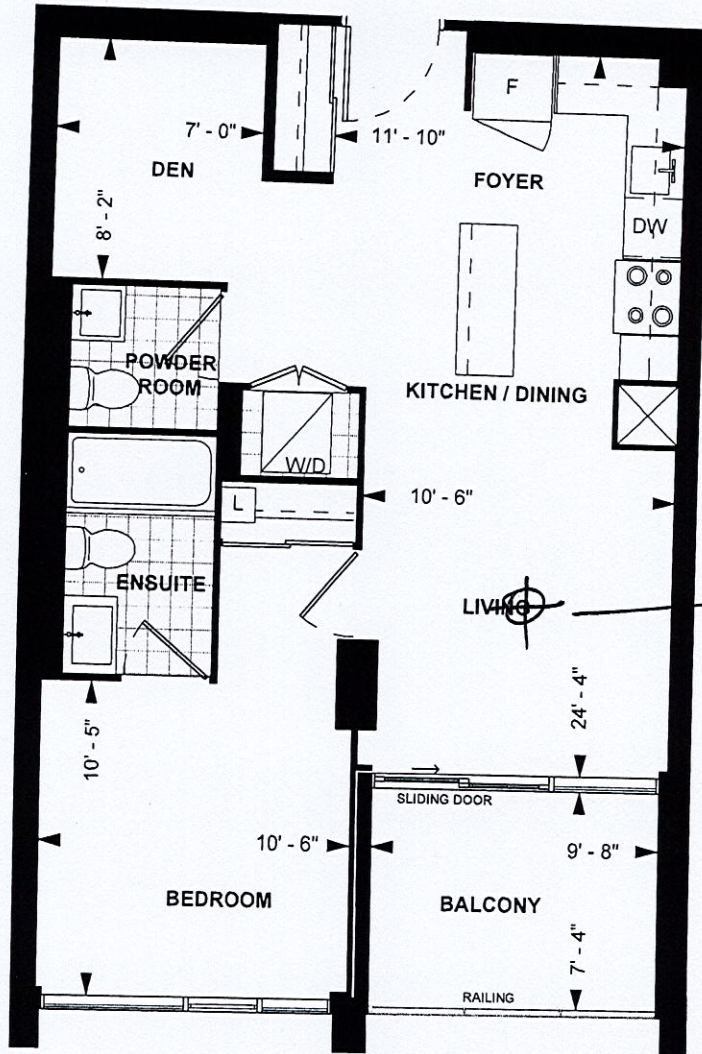 F
7' - 0"
11' - 10"
DEN
FOYER
8' - 2"
DW
POWDER
ROOM
KITCHEN / DINING
W/D
L
10' - 6"
ENSUITE
LIVING
24' - 4"
10' - 5"
SLIDING DOOR
10' - 6"
9' - 8"
BEDROOM
BALCONY
7' - 4"
RAILING